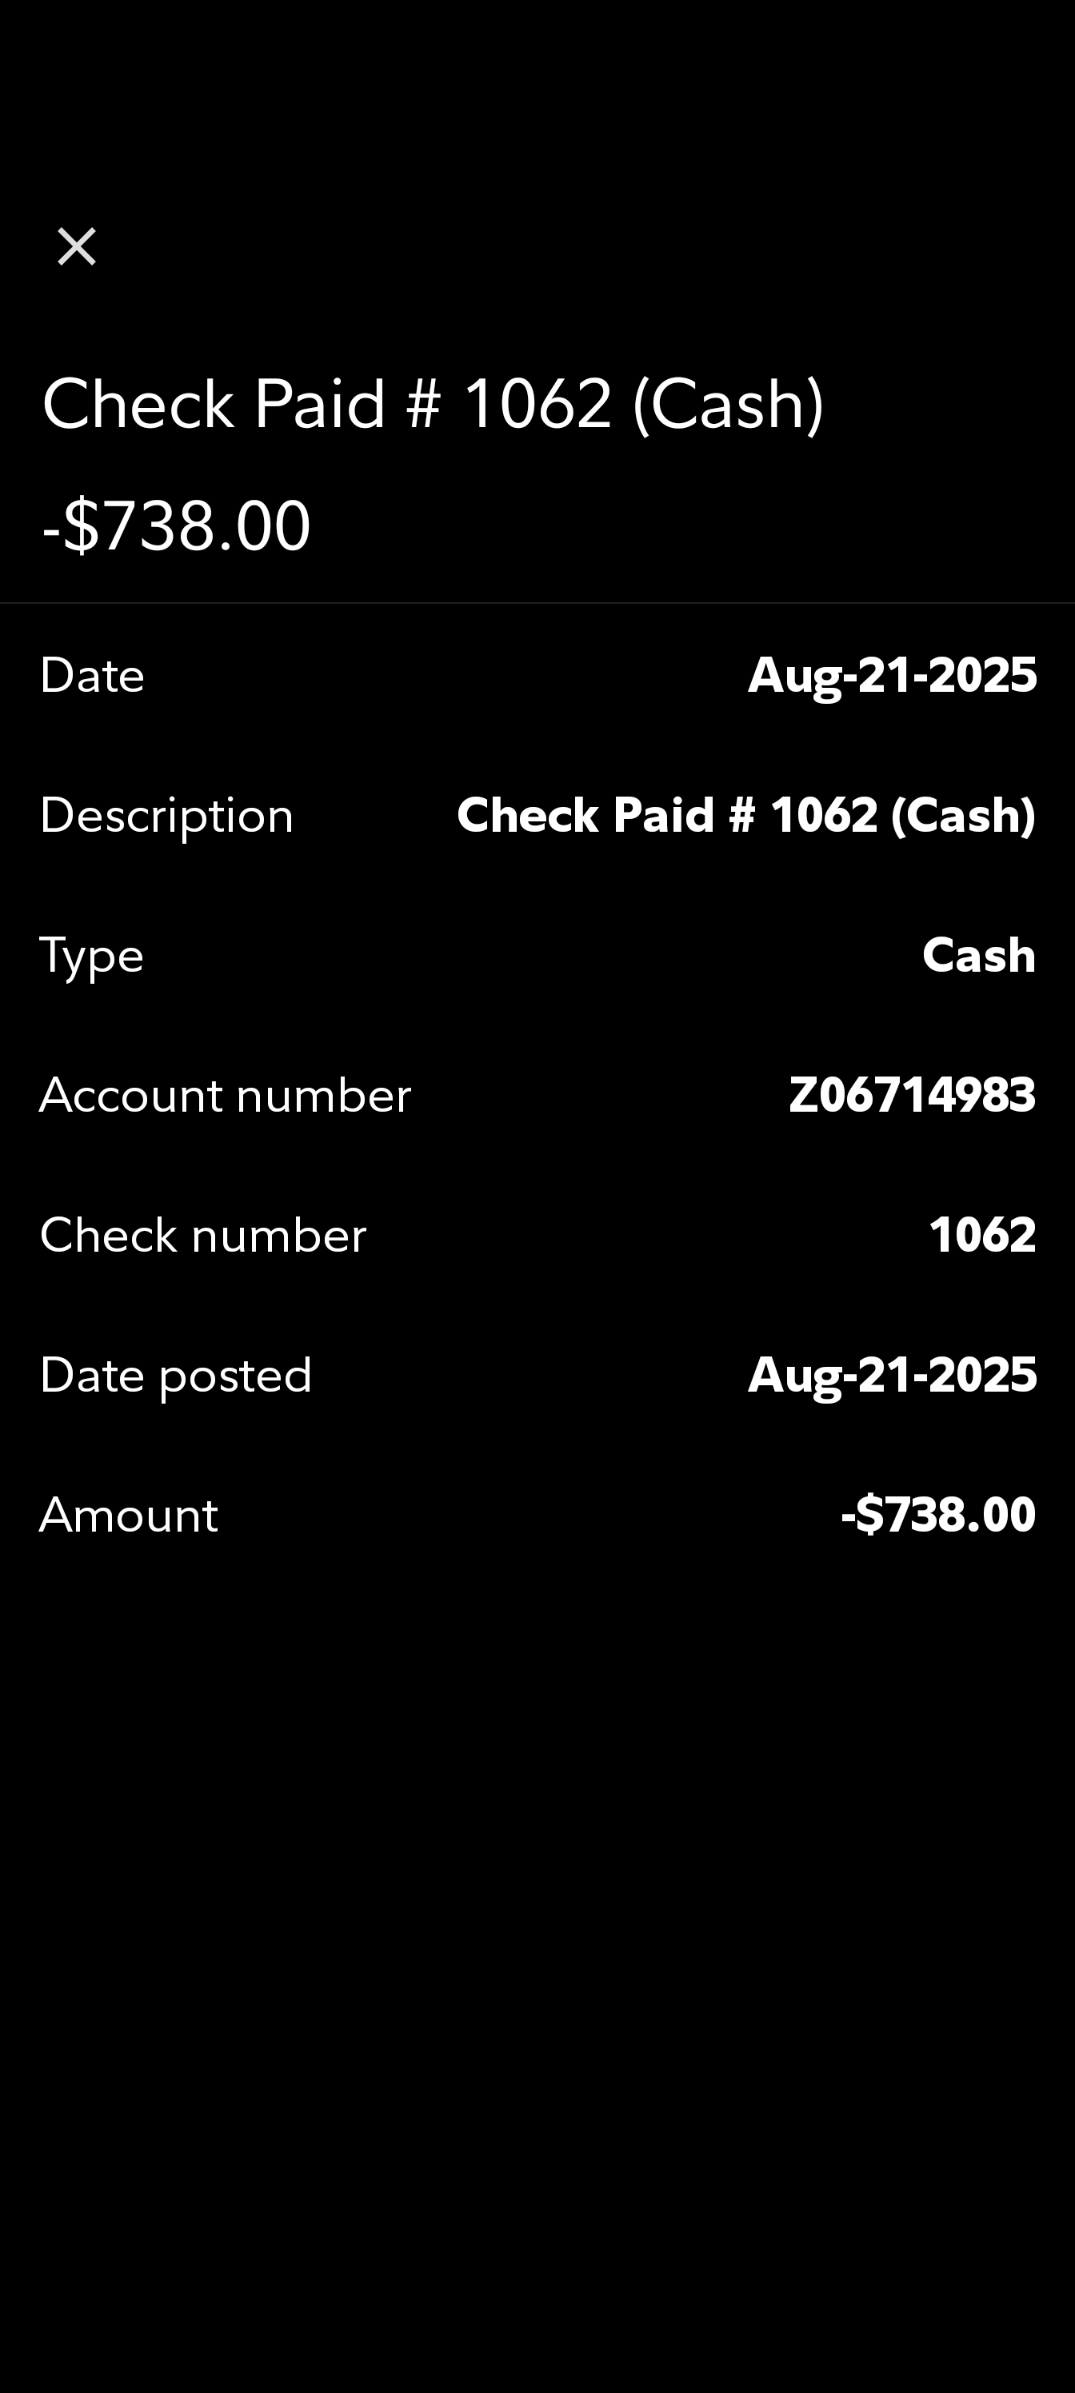 Check Paid # 1062 (Cash)
-$738.00
Date Aug-21-2025
Description Check Paid # 1062 (Cash)
Type Cash
Account number Z06714983
Check number 1062
Date posted Aug-21-2025
Amount -$738.00